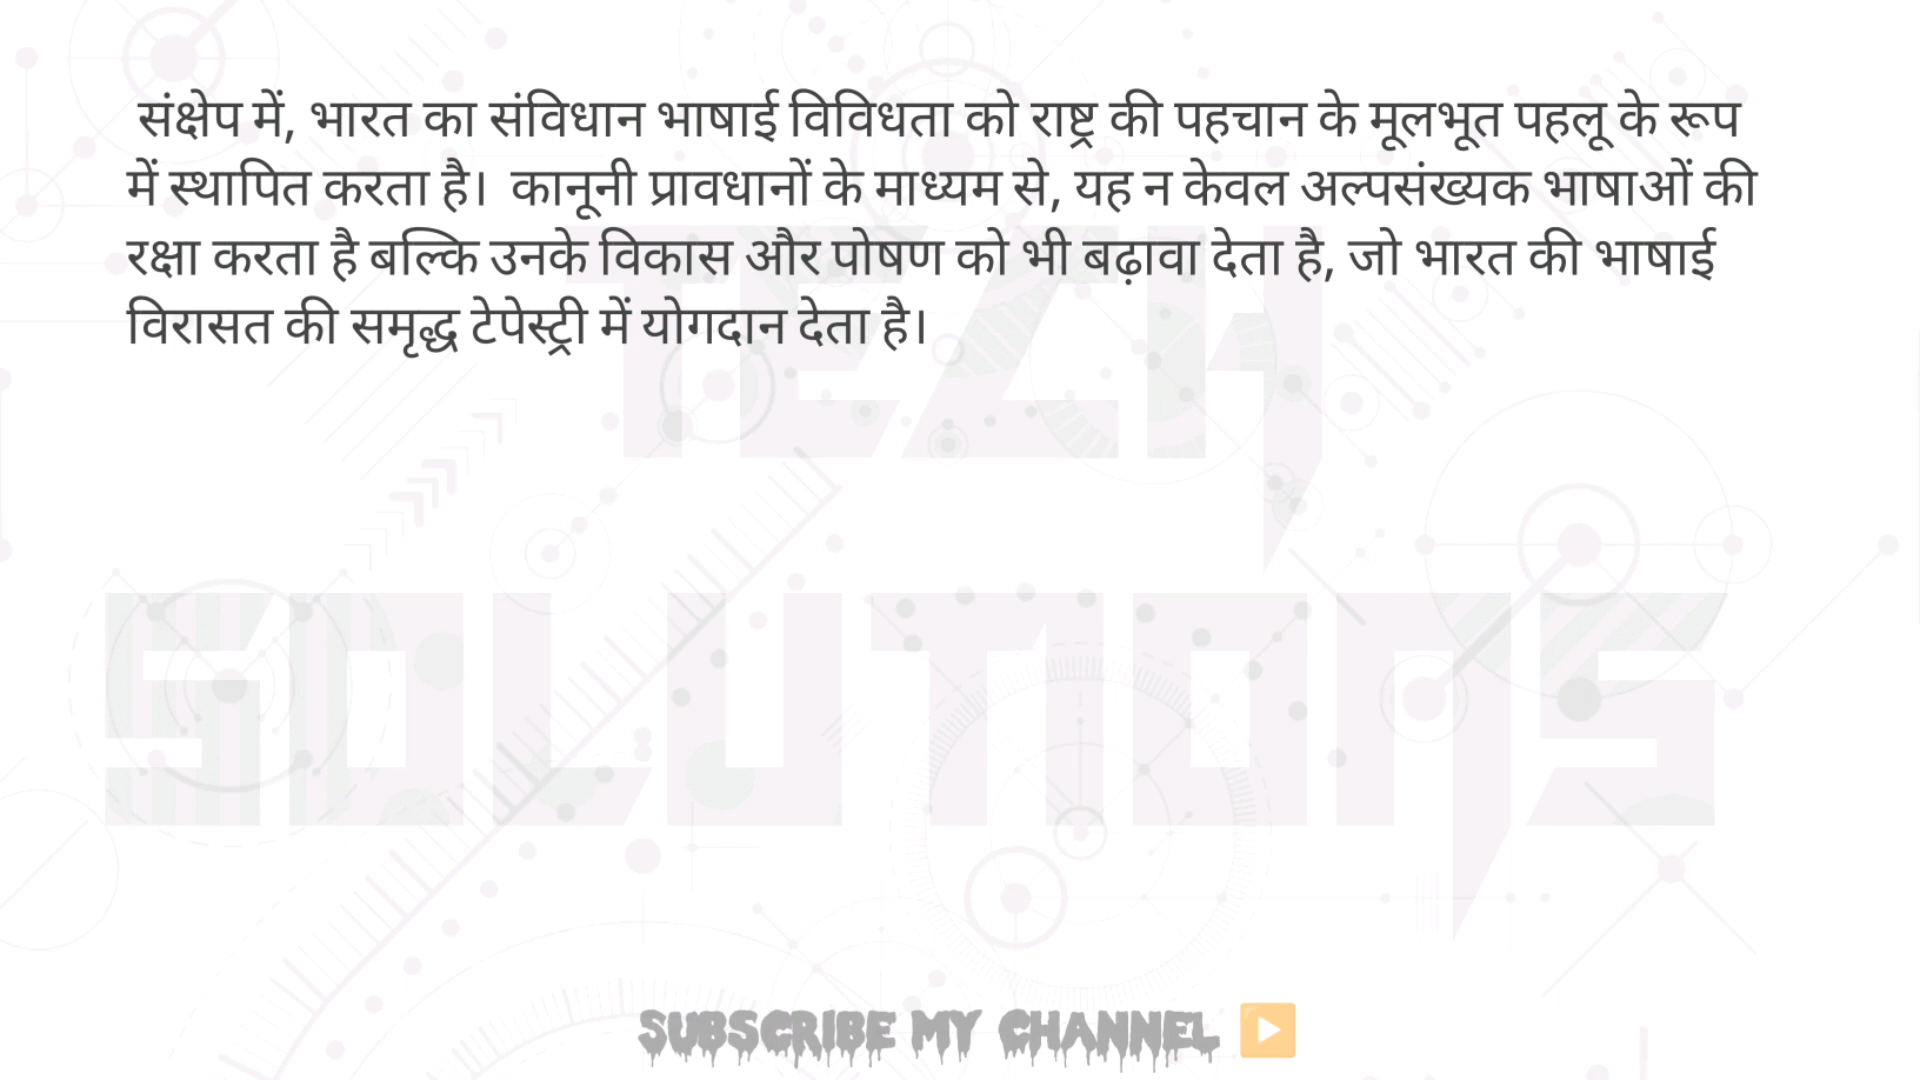 संक्षेप में, भारत का संविधान भाषाई विविधता को राष्ट्र की पहचान के मूलभूत पहलू के रूप
में स्थापित करता है। कानूनी प्रावधानों के माध्यम से, यह न केवल अल्पसंख्यक भाषाओं की
रक्षा करता है बल्कि उनके विकास और पोषण को भी बढ़ावा देता है, जो भारत की भाषाई
विरासत की समृद्ध टेपेस्ट्री में योगदान देता है।
TECH
SOLUTIONS
SUBSCRIBE MY CHANNEL